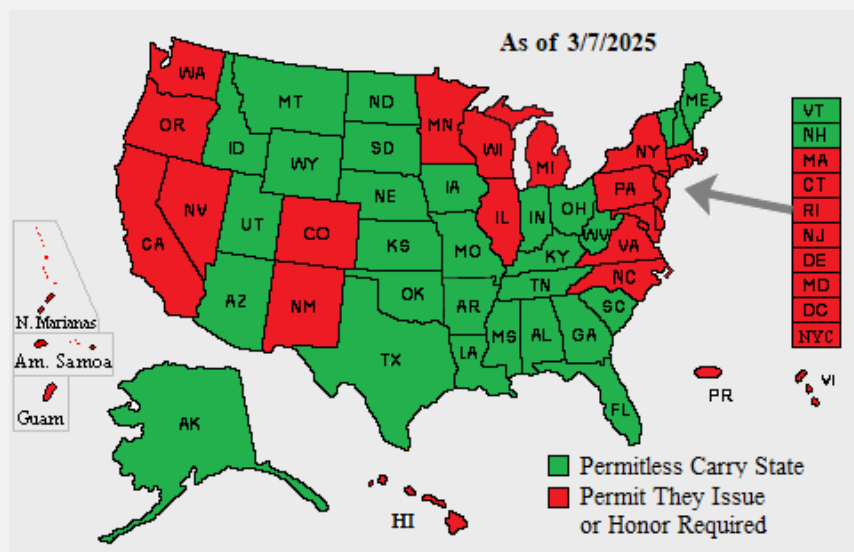 As of 3/7/2025
WA
MT
ND
MN
ME
VT
OR
ID
SD
WI
MI
NY
NH
WY
MA
IA
PA
CT
NE
RI
NV
UT
IL
IN
OH
NJ
CA
CO
WV
VA
DE
KS
MO
KY
MD
NC
DC
TN
AZ
NM
OK
AR
SC
NYC
N. Marianas
MS
AL
GA
LA
Am. Samoa
TX
VI
PR
FL
Guam
AK
Permitless Carry State
Permit They Issue
or Honor Required
HI